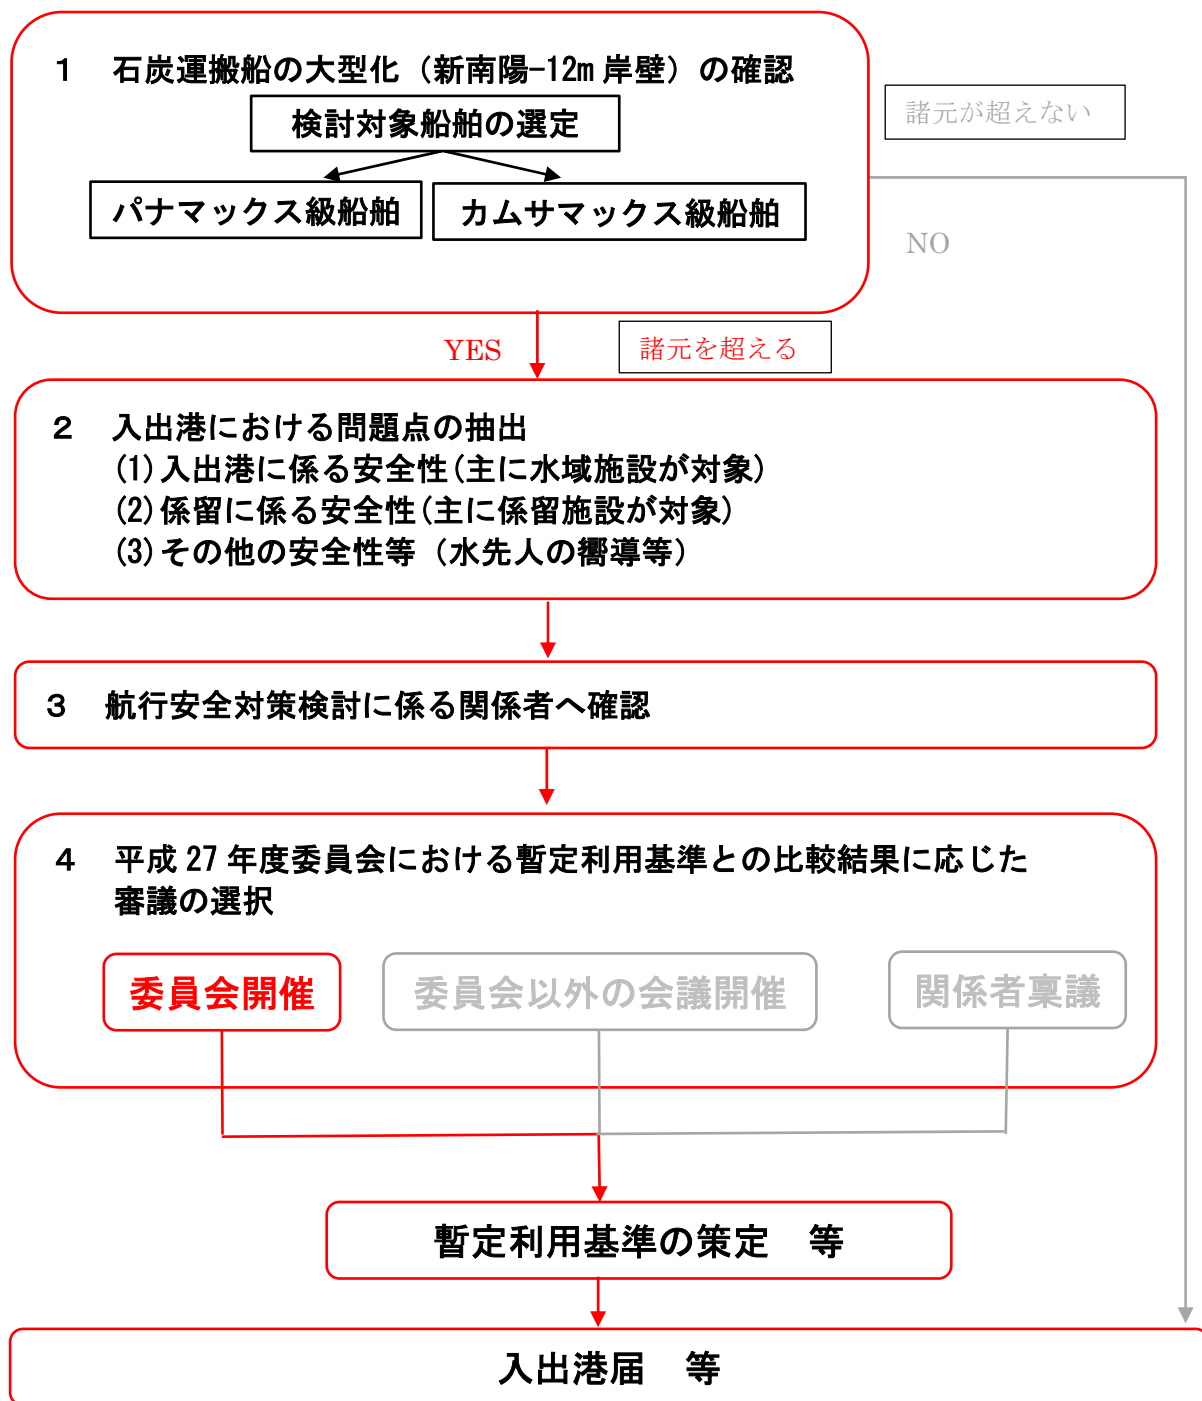 １　石炭運搬船の大型化（新南陽-12m 岸壁）の確認
検討対象船舶の選定
諸元が超えない
パナマックス級船舶
カムサマックス級船舶
NO
YES
諸元を超える
２　入出港における問題点の抽出
(1)入出港に係る安全性(主に水域施設が対象)
(2)係留に係る安全性(主に係留施設が対象)
(3)その他の安全性等（水先人の嚮導等）
３　航行安全対策検討に係る関係者へ確認
４　平成 27 年度委員会における暫定利用基準との比較結果に応じた
審議の選択
委員会開催
委員会以外の会議開催
関係者稟議
暫定利用基準の策定　等
入出港届　等